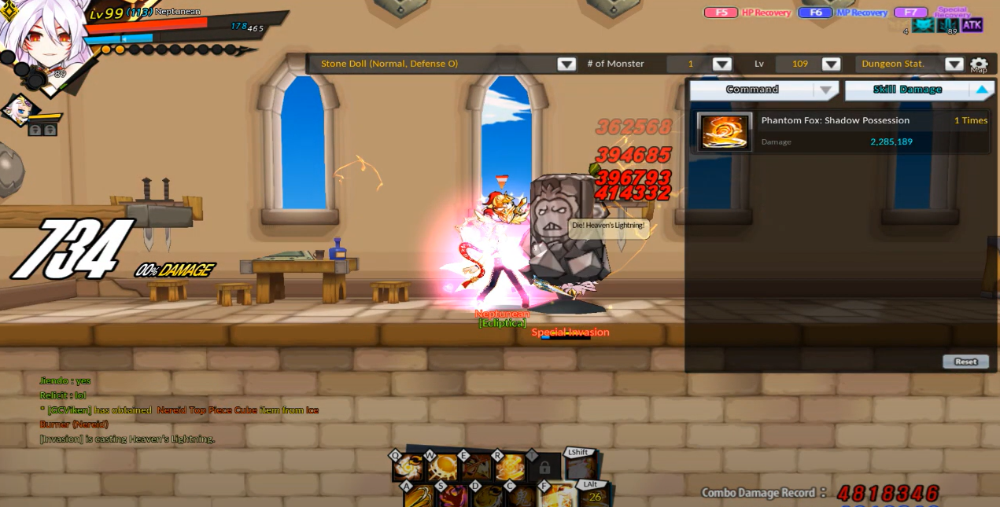 Lv 99 (113) Neptunean
178465
89
F5 HP Recovery F6 MP Recovery F7 Special Recovery
4 89 ATK
Stone Doll (Normal, Defense O) # of Monster 1 Lv 109 Dungeon Stat.
Map
Command Skill Damage
Phantom Fox: Shadow Possession 1 Times
Damage 2,285,189
362568
394685
396793
414332
Die! Heaven's Lightning!
734
00% DAMAGE
Neptunean
[Ecliptica]
Special Invasion
Reset
Jiendo : yes
Relicit : lol
* [GCViken] has obtained Nereid Top Piece Cube item from Ice
Burner (Nereid)
[Invasion] is casting Heaven's Lightning.
Q W E R LShift
A S D C F LAlt
26
Combo Damage Record : 4818346